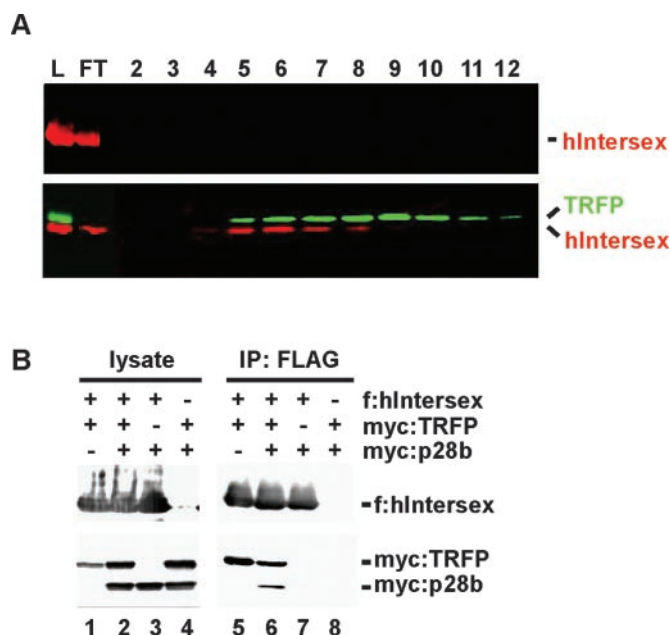 A
L FT 2 3 4 5 6 7 8 9 10 11 12
hIntersex
TRFP
hIntersex
B
lysate IP: FLAG
+ + + - + + + - f:hIntersex
+ + - + + + - + myc:TRFP
- + + + - + + + myc:p28b
f:hIntersex
myc:TRFP
myc:p28b
1 2 3 4 5 6 7 8